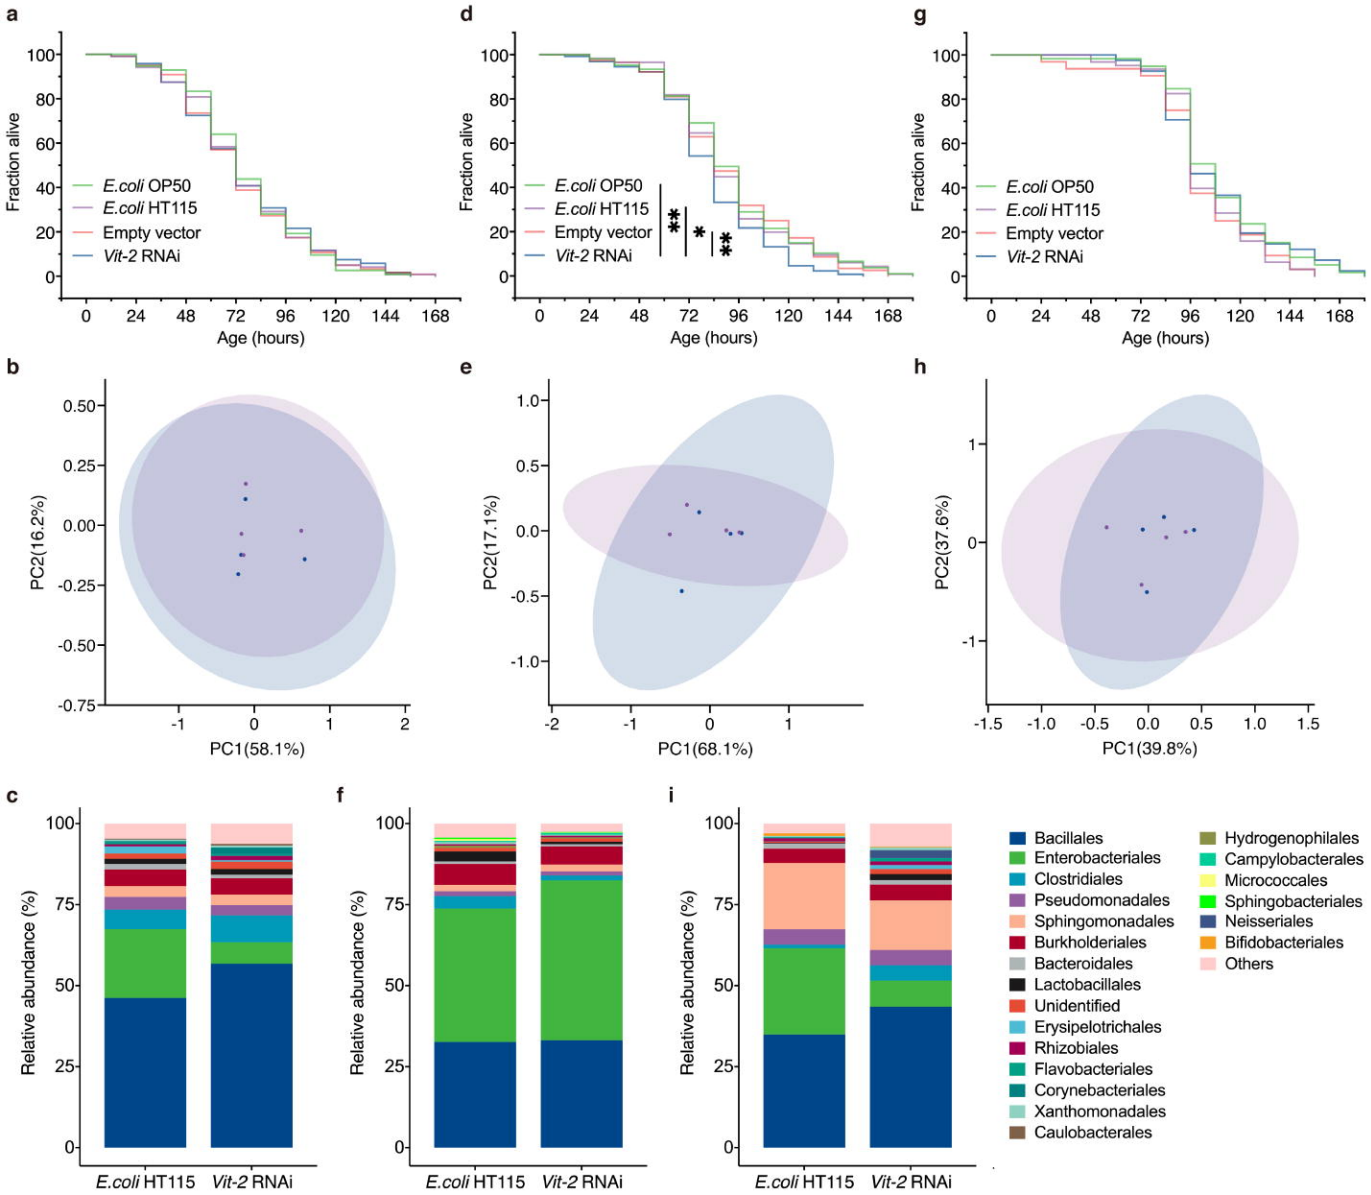 a
Fraction alive
100
80
60
40
20
0
E.coli OP50
E.coli HT115
Empty vector
Vit-2 RNAi
0 24 48 72 96 120 144 168
Age (hours)
d
Fraction alive
100
80
60
40
20
0
E.coli OP50
E.coli HT115
Empty vector
Vit-2 RNAi
** * **
0 24 48 72 96 120 144 168
Age (hours)
g
Fraction alive
100
80
60
40
20
0
E.coli OP50
E.coli HT115
Empty vector
Vit-2 RNAi
0 24 48 72 96 120 144 168
Age (hours)
b
PC2(16.2%)
0.50
0.25
0.00
-0.25
-0.50
-0.75
-1 0 1 2
PC1(58.1%)
e
PC2(17.1%)
1.0
0.5
0.0
-0.5
-1.0
-2 -1 0 1
PC1(68.1%)
h
PC2(37.6%)
1
0
-1
-1.5 -1.0 -0.5 0.0 0.5 1.0 1.5
PC1(39.8%)
c
Relative abundance (%)
100
75
50
25
0
E.coli HT115 Vit-2 RNAi
f
Relative abundance (%)
100
75
50
25
0
E.coli HT115 Vit-2 RNAi
i
Relative abundance (%)
100
75
50
25
0
E.coli HT115 Vit-2 RNAi
Bacillales
Enterobacteriales
Clostridiales
Pseudomonadales
Sphingomonadales
Burkholderiales
Bacteroidales
Lactobacillales
Unidentified
Erysipelotrichales
Rhizobiales
Flavobacteriales
Corynebacteriales
Xanthomonadales
Caulobacterales
Hydrogenophilales
Campylobacterales
Micrococcales
Sphingobacteriales
Neisseriales
Bifidobacteriales
Others